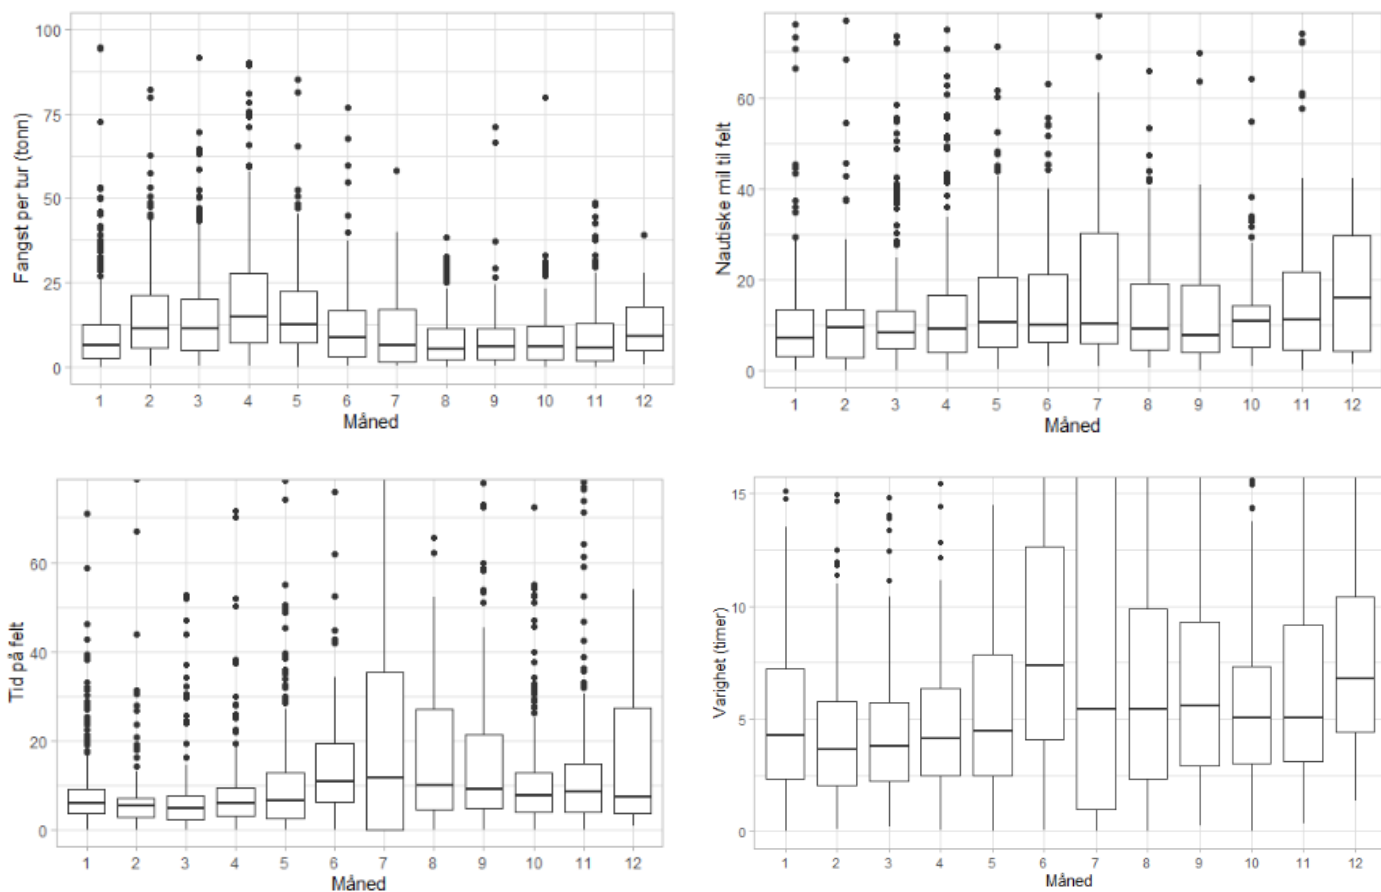 Fangst per tur (tonn)
100
75
50
25
0
1 2 3 4 5 6 7 8 9 10 11 12
Måned
Nautiske mil til felt
60
40
20
0
1 2 3 4 5 6 7 8 9 10 11 12
Måned
Tid på felt
60
40
20
0
1 2 3 4 5 6 7 8 9 10 11 12
Måned
Varighet (timer)
15
10
5
0
1 2 3 4 5 6 7 8 9 10 11 12
Måned